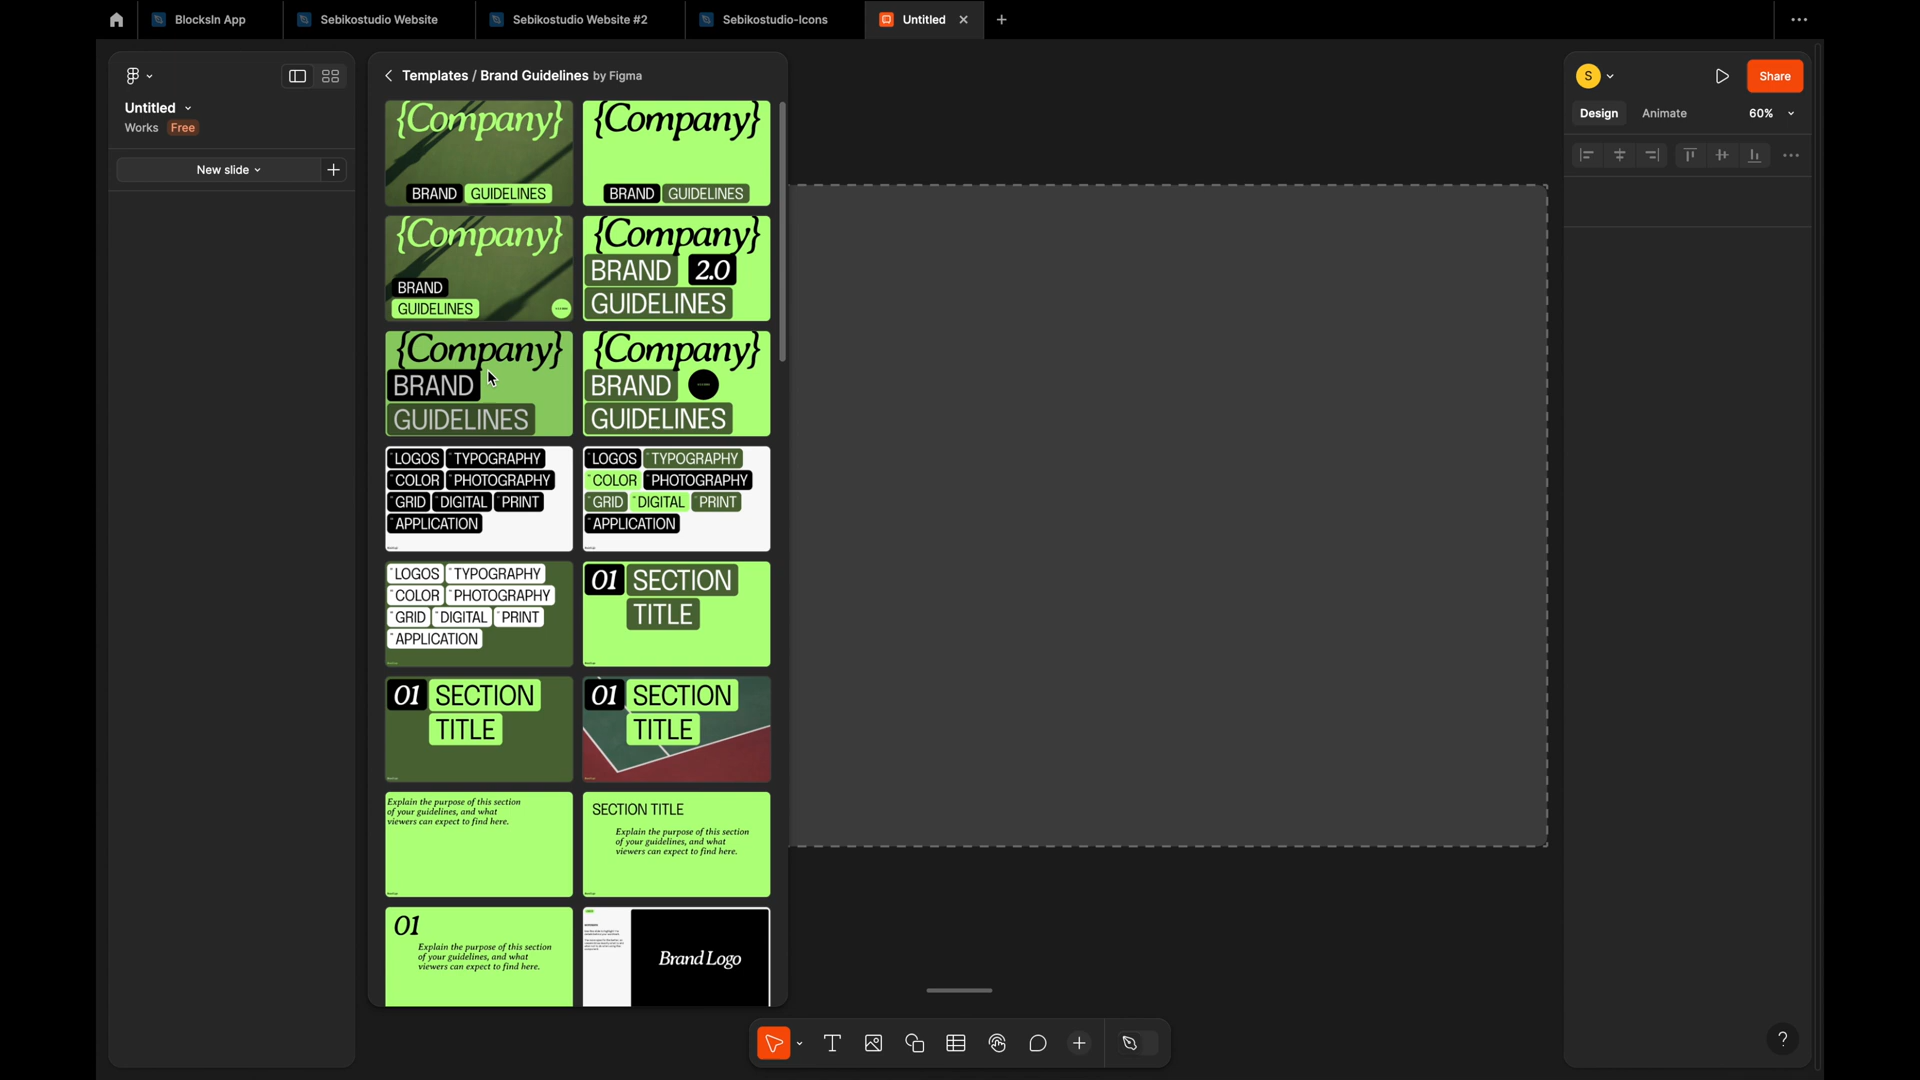 BlocksIn App
Sebikostudio Website
Sebikostudio Website #2
Sebikostudio-Icons
Untitled
Untitled
Works Free
New slide
Templates / Brand Guidelines by Figma
{Company}
BRAND GUIDELINES
{Company}
BRAND GUIDELINES
{Company}
BRAND
GUIDELINES
{Company}
BRAND 2.0
GUIDELINES
{Company}
BRAND
GUIDELINES
{Company}
BRAND
GUIDELINES
LOGOS TYPOGRAPHY
COLOR PHOTOGRAPHY
GRID DIGITAL PRINT
APPLICATION
LOGOS TYPOGRAPHY
COLOR PHOTOGRAPHY
GRID DIGITAL PRINT
APPLICATION
LOGOS TYPOGRAPHY
COLOR PHOTOGRAPHY
GRID DIGITAL PRINT
APPLICATION
01 SECTION
TITLE
01 SECTION
TITLE
01 SECTION
TITLE
Explain the purpose of this section
of your guidelines, and what
viewers can expect to find here.
SECTION TITLE
Explain the purpose of this section
of your guidelines, and what
viewers can expect to find here.
01
Explain the purpose of this section
of your guidelines, and what
viewers can expect to find here.
Brand Logo
S
Share
Design Animate 60%
?